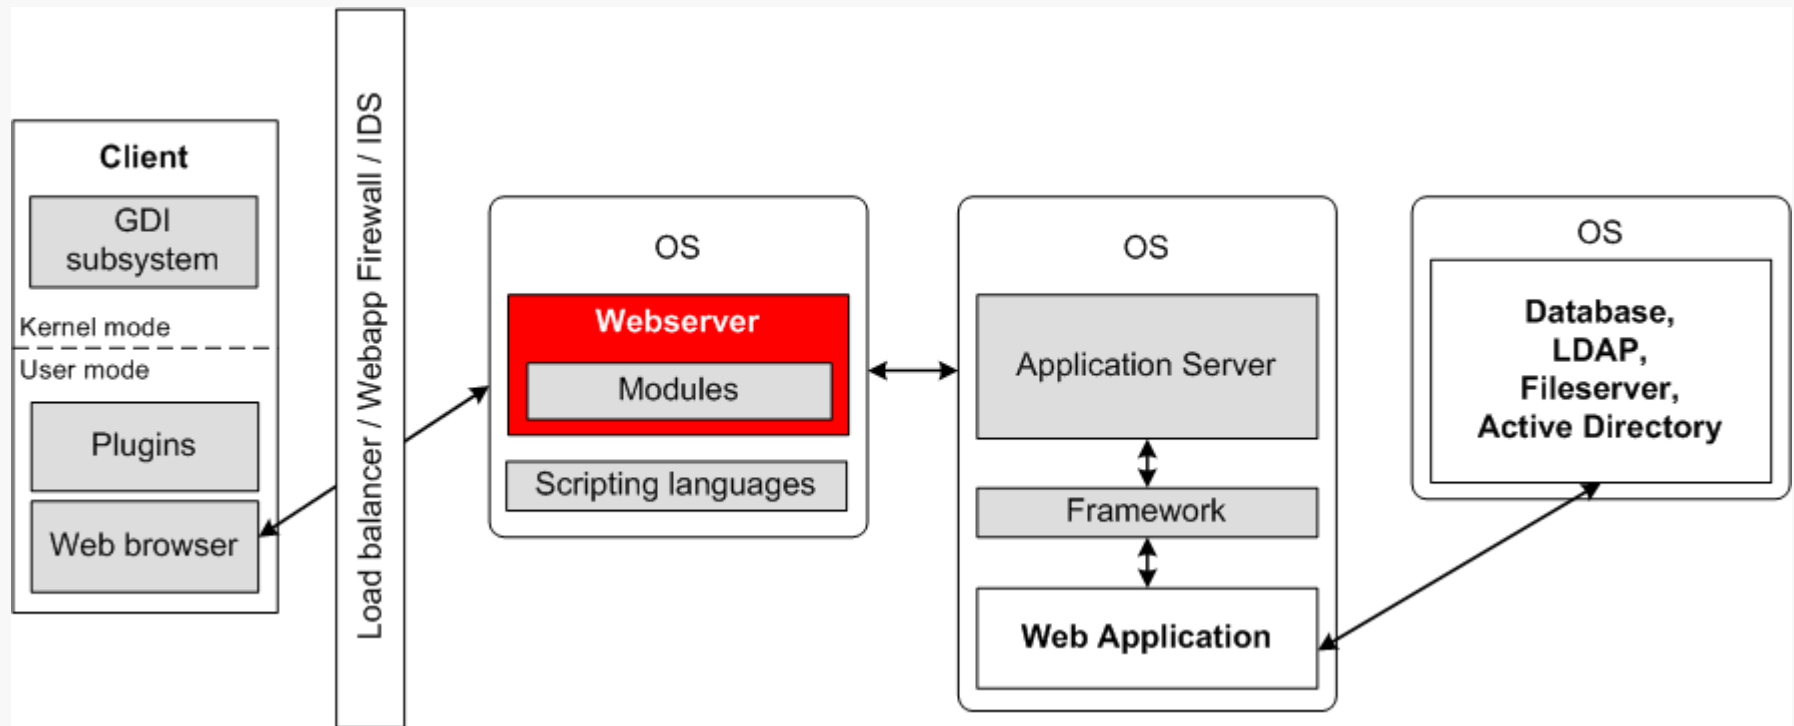 Client
GDI
subsystem
Kernel mode
User mode
Plugins
Web browser
Load balancer / Webapp Firewall / IDS
OS
Webserver
Modules
Scripting languages
OS
Application Server
Framework
Web Application
OS
Database,
LDAP,
Fileserver,
Active Directory